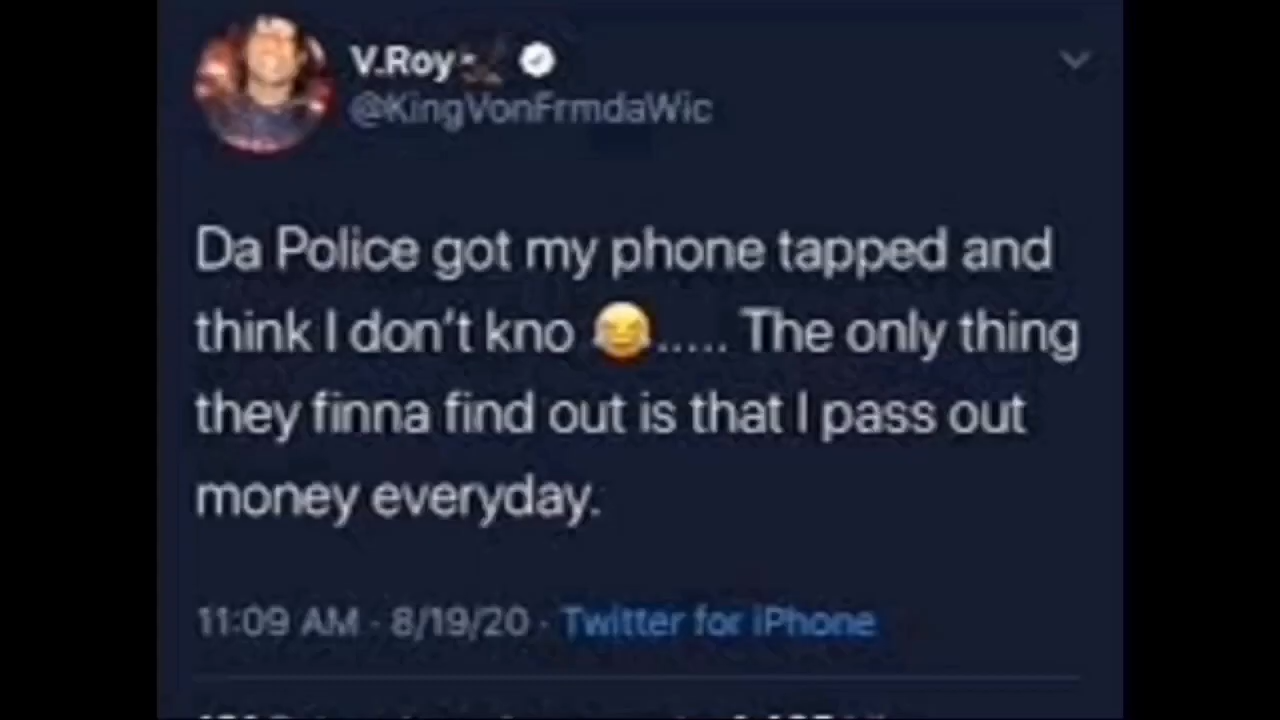 V.Roy
@KingVonFrmdaWic
Da Police got my phone tapped and
think I don't kno 😂..... The only thing
they finna find out is that I pass out
money everyday.
11:09 AM · 8/19/20 · Twitter for iPhone